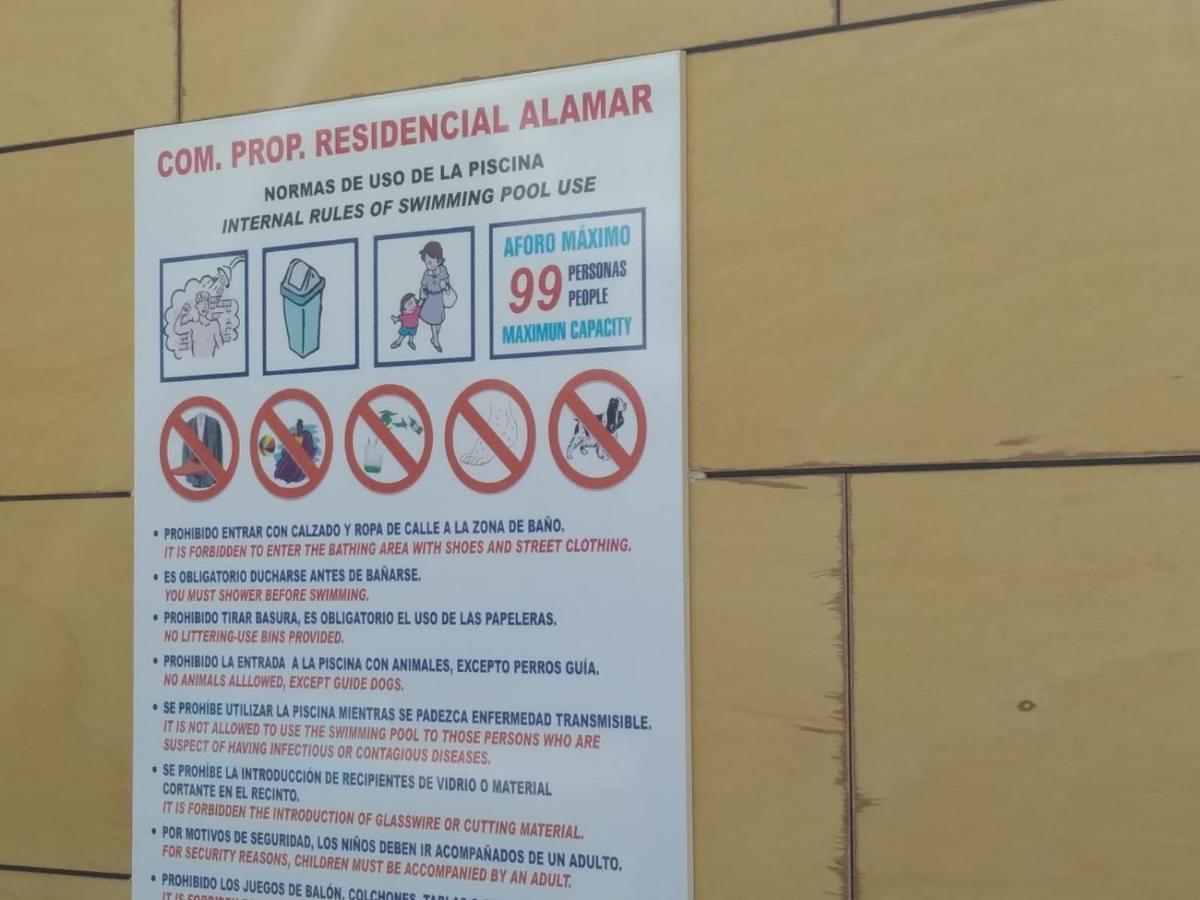 COM. PROP. RESIDENCIAL ALAMAR
NORMAS DE USO DE LA PISCINA
INTERNAL RULES OF SWIMMING POOL USE
AFORO MÁXIMO
99 PERSONAS
PEOPLE
MAXIMUN CAPACITY
• PROHIBIDO ENTRAR CON CALZADO Y ROPA DE CALLE A LA ZONA DE BAÑO.
IT IS FORBIDDEN TO ENTER THE BATHING AREA WITH SHOES AND STREET CLOTHING.
• ES OBLIGATORIO DUCHARSE ANTES DE BAÑARSE.
YOU MUST SHOWER BEFORE SWIMMING.
• PROHIBIDO TIRAR BASURA, ES OBLIGATORIO EL USO DE LAS PAPELERAS.
NO LITTERING-USE BINS PROVIDED.
• PROHIBIDO LA ENTRADA A LA PISCINA CON ANIMALES, EXCEPTO PERROS GUÍA.
NO ANIMALS ALLLOWED, EXCEPT GUIDE DOGS.
• SE PROHÍBE UTILIZAR LA PISCINA MIENTRAS SE PADEZCA ENFERMEDAD TRANSMISIBLE.
IT IS NOT ALLOWED TO USE THE SWIMMING POOL TO THOSE PERSONS WHO ARE
SUSPECT OF HAVING INFECTIOUS OR CONTAGIOUS DISEASES.
• SE PROHÍBE LA INTRODUCCIÓN DE RECIPIENTES DE VIDRIO O MATERIAL
CORTANTE EN EL RECINTO.
IT IS FORBIDDEN THE INTRODUCTION OF GLASSWIRE OR CUTTING MATERIAL.
• POR MOTIVOS DE SEGURIDAD, LOS NIÑOS DEBEN IR ACOMPAÑADOS DE UN ADULTO.
FOR SECURITY REASONS, CHILDREN MUST BE ACCOMPANIED BY AN ADULT.
• PROHIBIDO LOS JUEGOS DE BALÓN, COLCHONES, TABLAS
IT IS FORBIDDEN